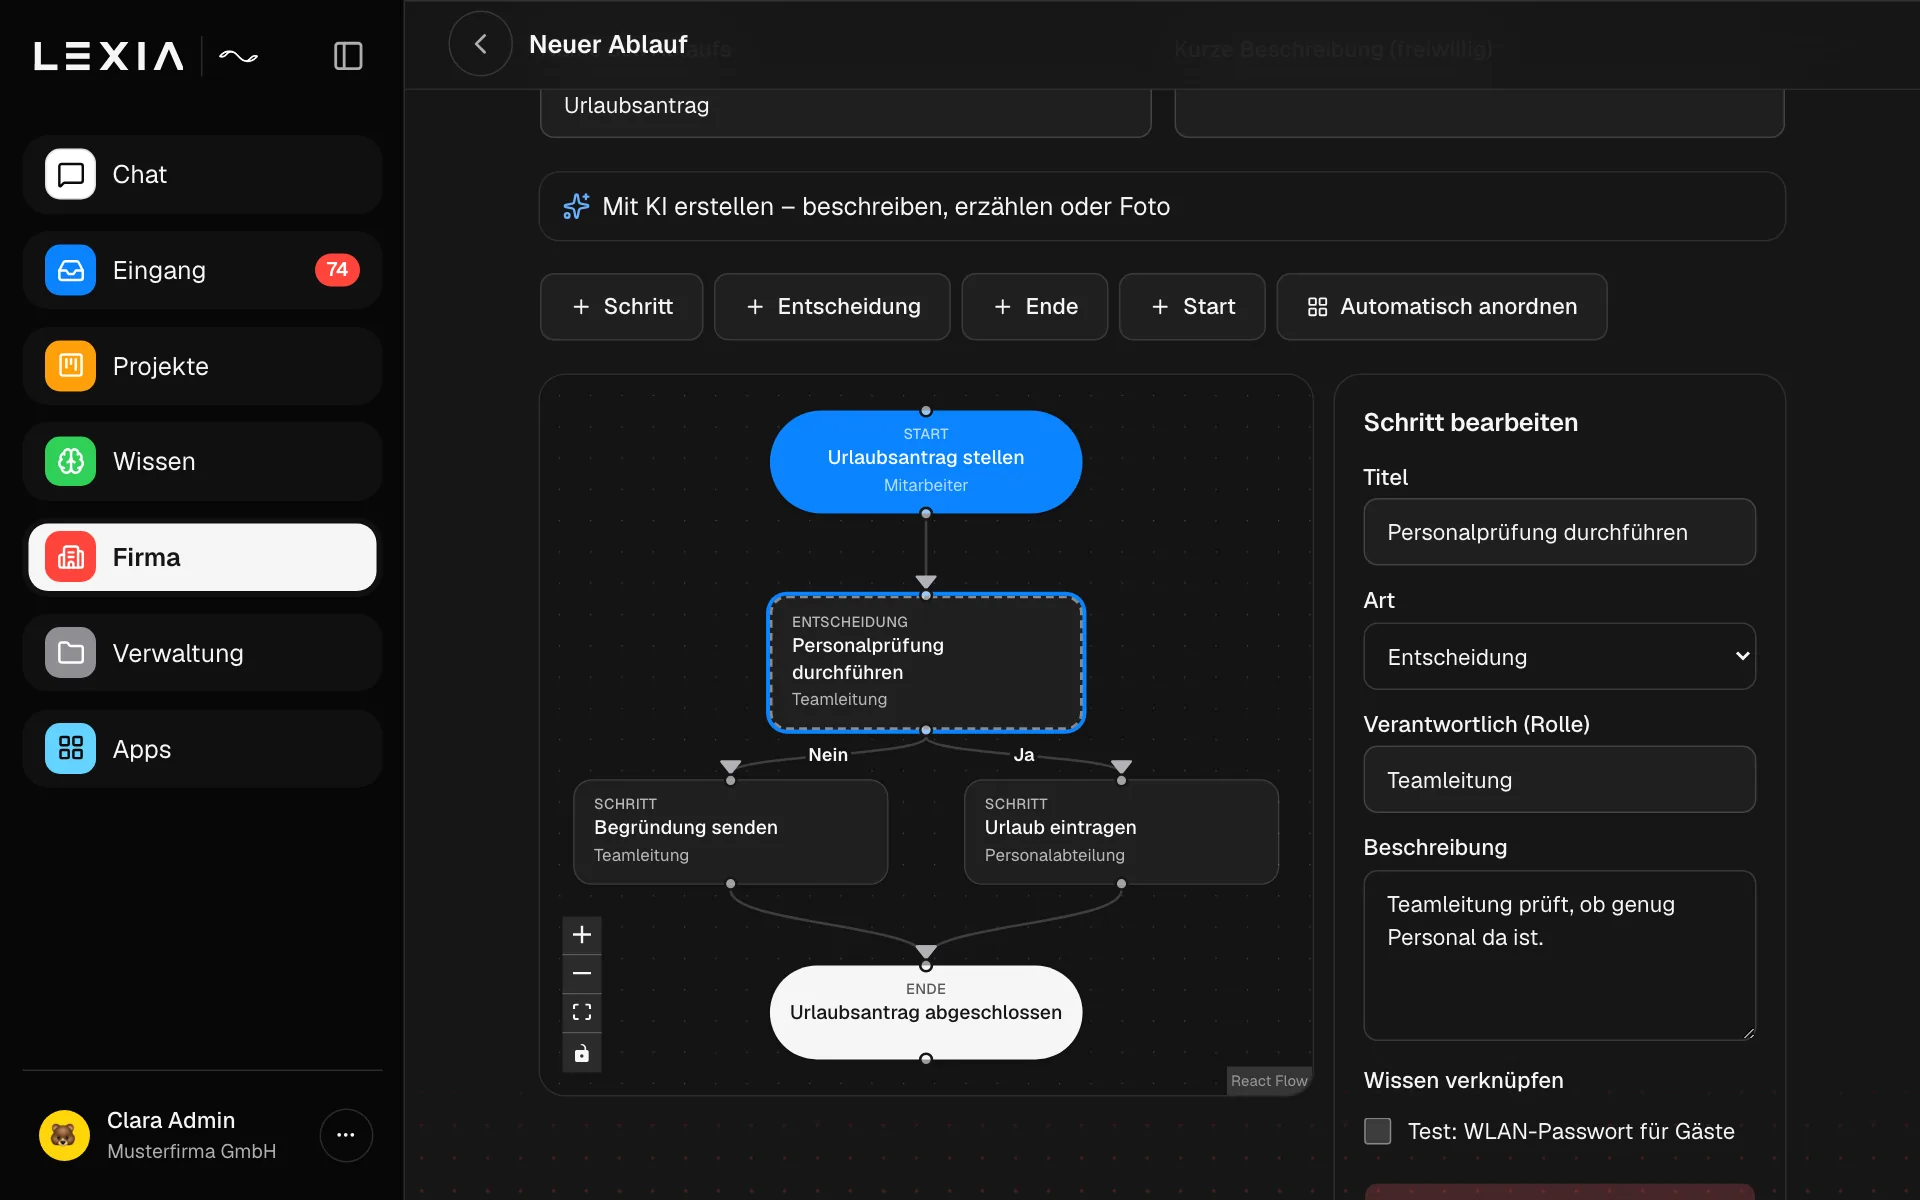 LEXIA
Neuer Ablauf
Kurze Beschreibung (freiwillig)
Urlaubsantrag
Mit KI erstellen – beschreiben, erzählen oder Foto
+ Schritt
+ Entscheidung
+ Ende
+ Start
Automatisch anordnen
Chat
Eingang
74
Projekte
Wissen
Firma
Verwaltung
Apps
Clara Admin
Musterfirma GmbH
START
Urlaubsantrag stellen
Mitarbeiter
ENTSCHEIDUNG
Personalprüfung
durchführen
Teamleitung
Nein
Ja
SCHRITT
Begründung senden
Teamleitung
SCHRITT
Urlaub eintragen
Personalabteilung
ENDE
Urlaubsantrag abgeschlossen
React Flow
Schritt bearbeiten
Titel
Personalprüfung durchführen
Art
Entscheidung
Verantwortlich (Rolle)
Teamleitung
Beschreibung
Teamleitung prüft, ob genug
Personal da ist.
Wissen verknüpfen
Test: WLAN-Passwort für Gäste